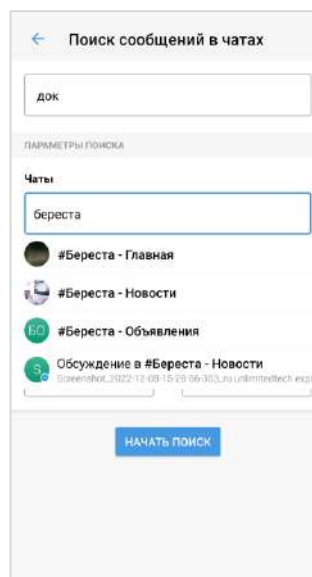 Поиск сообщений в чатах
док
ПАРАМЕТРЫ ПОИСКА
Чаты
береста
#Береста - Главная
#Береста - Новости
БО
#Береста - Объявления
S
Обсуждение в #Береста - Новости
НАЧАТЬ ПОИСК